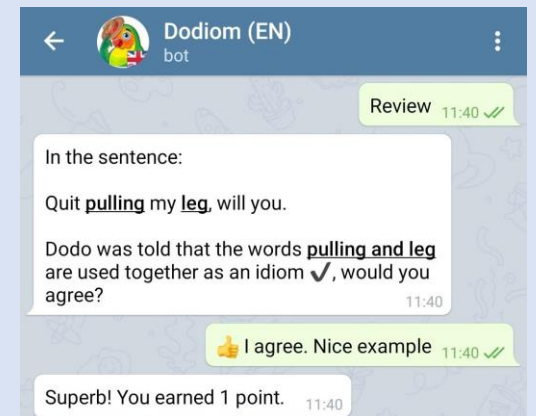 Dodiom (EN)
bot
Review 11:40
In the sentence:
Quit pulling my leg, will you.
Dodo was told that the words pulling and leg
are used together as an idiom ✔, would you
agree?
11:40
👍 I agree. Nice example 11:40
Superb! You earned 1 point. 11:40